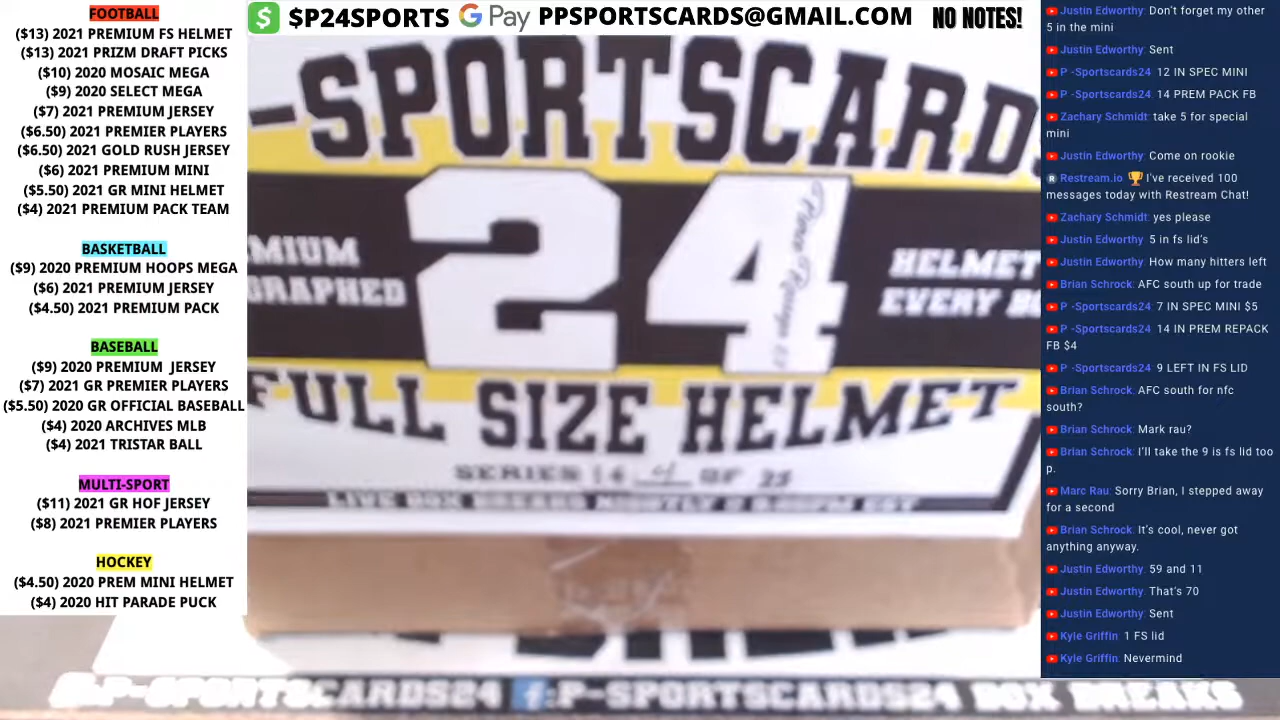 FOOTBALL
($13) 2021 PREMIUM FS HELMET
($13) 2021 PRIZM DRAFT PICKS
($10) 2020 MOSAIC MEGA
($9) 2020 SELECT MEGA
($7) 2021 PREMIUM JERSEY
($6.50) 2021 PREMIER PLAYERS
($6.50) 2021 GOLD RUSH JERSEY
($6) 2021 PREMIUM MINI
($5.50) 2021 GR MINI HELMET
($4) 2021 PREMIUM PACK TEAM
BASKETBALL
($9) 2020 PREMIUM HOOPS MEGA
($6) 2021 PREMIUM JERSEY
($4.50) 2021 PREMIUM PACK
BASEBALL
($9) 2020 PREMIUM JERSEY
($7) 2021 GR PREMIER PLAYERS
($5.50) 2020 GR OFFICIAL BASEBALL
($4) 2020 ARCHIVES MLB
($4) 2021 TRISTAR BALL
MULTI-SPORT
($11) 2021 GR HOF JERSEY
($8) 2021 PREMIER PLAYERS
HOCKEY
($4.50) 2020 PREM MINI HELMET
($4) 2020 HIT PARADE PUCK
$ $P24SPORTS G Pay PPSPORTSCARDS@GMAIL.COM NO NOTES!
-SPORTSCARDS
24
MIUM
GRAPHED
HELMET
EVERY BO
FULL SIZE HELMET
SERIES 16 4 OF 25
LIVE BOX BREAKS
@P-SPORTSCARDS24 f:P-SPORTSCARDS24 BOX BREAKS
Justin Edworthy: Don't forget my other
5 in the mini
Justin Edworthy: Sent
P -Sportscards24 12 IN SPEC MINI
P -Sportscards24 14 PREM PACK FB
Zachary Schmidt: take 5 for special
mini
Justin Edworthy: Come on rookie
R Restream.io 🏆 I've received 100
messages today with Restream Chat!
Zachary Schmidt: yes please
Justin Edworthy: 5 in fs lid's
Justin Edworthy: How many hitters left
Brian Schrock: AFC south up for trade
P -Sportscards24 7 IN SPEC MINI $5
P -Sportscards24 14 IN PREM REPACK
FB $4
P -Sportscards24 9 LEFT IN FS LID
Brian Schrock: AFC south for nfc
south?
Brian Schrock: Mark rau?
Brian Schrock: I'll take the 9 is fs lid too
p.
Marc Rau: Sorry Brian, I stepped away
for a second
Brian Schrock: It's cool, never got
anything anyway.
Justin Edworthy: 59 and 11
Justin Edworthy: That's 70
Justin Edworthy: Sent
Kyle Griffin: 1 FS lid
Kyle Griffin: Nevermind